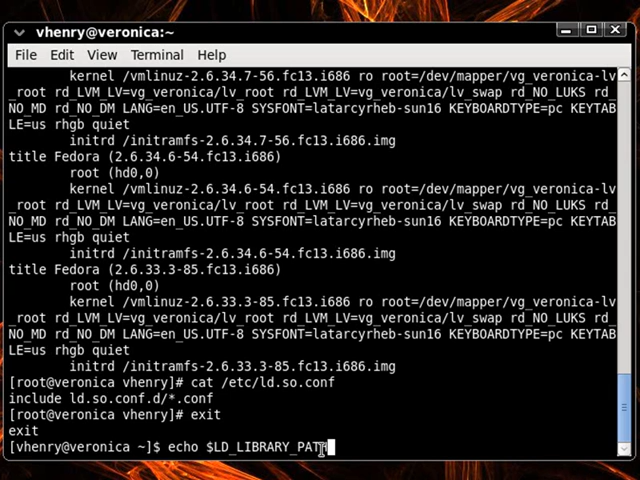 vhenry@veronica:~
File Edit View Terminal Help
kernel /vmlinuz-2.6.34.7-56.fc13.i686 ro root=/dev/mapper/vg_veronica-lv
_root rd_LVM_LV=vg_veronica/lv_root rd_LVM_LV=vg_veronica/lv_swap rd_NO_LUKS rd_
NO_MD rd_NO_DM LANG=en_US.UTF-8 SYSFONT=latarcyrheb-sun16 KEYBOARDTYPE=pc KEYTAB
LE=us rhgb quiet
initrd /initramfs-2.6.34.7-56.fc13.i686.img
title Fedora (2.6.34.6-54.fc13.i686)
root (hd0,0)
kernel /vmlinuz-2.6.34.6-54.fc13.i686 ro root=/dev/mapper/vg_veronica-lv
_root rd_LVM_LV=vg_veronica/lv_root rd_LVM_LV=vg_veronica/lv_swap rd_NO_LUKS rd_
NO_MD rd_NO_DM LANG=en_US.UTF-8 SYSFONT=latarcyrheb-sun16 KEYBOARDTYPE=pc KEYTAB
LE=us rhgb quiet
initrd /initramfs-2.6.34.6-54.fc13.i686.img
title Fedora (2.6.33.3-85.fc13.i686)
root (hd0,0)
kernel /vmlinuz-2.6.33.3-85.fc13.i686 ro root=/dev/mapper/vg_veronica-lv
_root rd_LVM_LV=vg_veronica/lv_root rd_LVM_LV=vg_veronica/lv_swap rd_NO_LUKS rd_
NO_MD rd_NO_DM LANG=en_US.UTF-8 SYSFONT=latarcyrheb-sun16 KEYBOARDTYPE=pc KEYTAB
LE=us rhgb quiet
initrd /initramfs-2.6.33.3-85.fc13.i686.img
[root@veronica vhenry]# cat /etc/ld.so.conf
include ld.so.conf.d/*.conf
[root@veronica vhenry]# exit
exit
[vhenry@veronica ~]$ echo $LD_LIBRARY_PATH